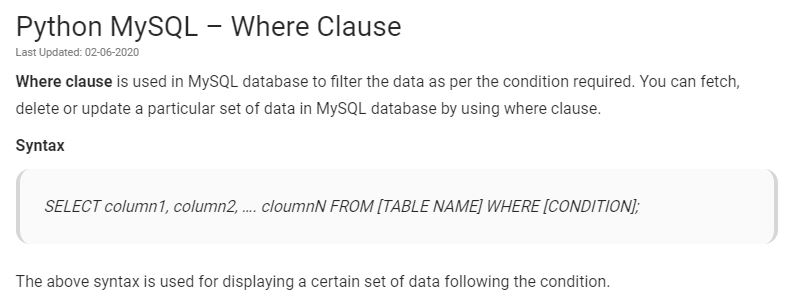 Python MySQL – Where Clause
Last Updated: 02-06-2020
Where clause is used in MySQL database to filter the data as per the condition required. You can fetch,
delete or update a particular set of data in MySQL database by using where clause.
Syntax
SELECT column1, column2, …. cloumnN FROM [TABLE NAME] WHERE [CONDITION];
The above syntax is used for displaying a certain set of data following the condition.